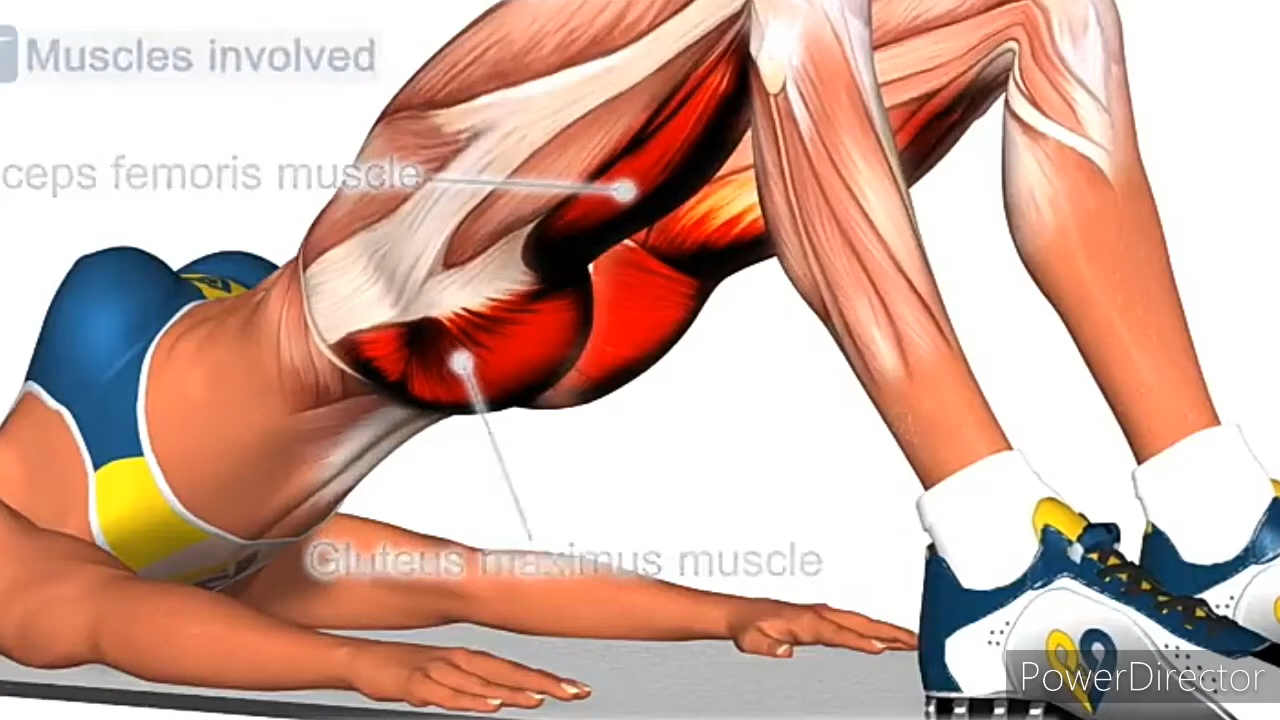 Muscles involved
ceps femoris muscle
Gluteus maximus muscle
PowerDirector